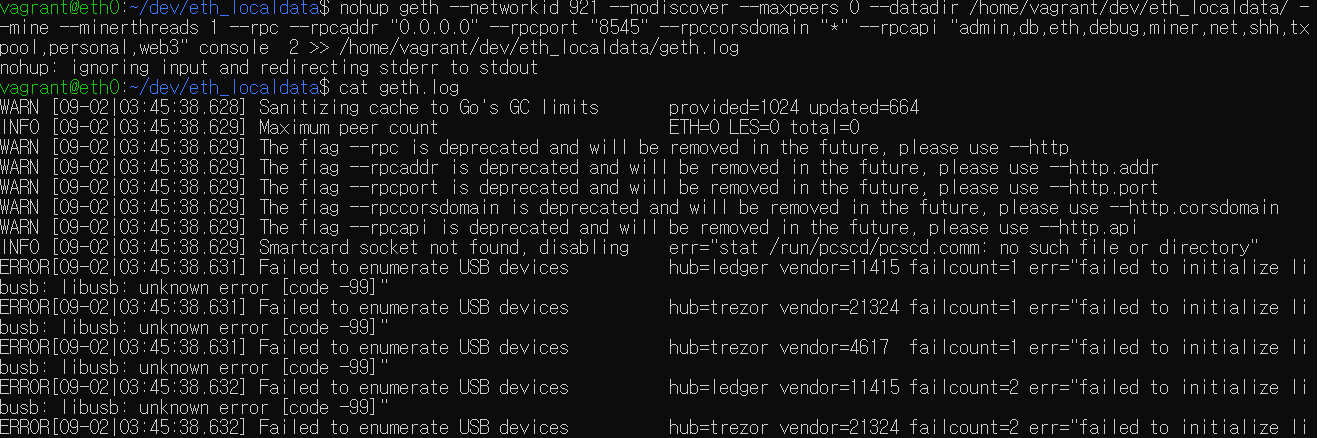 vagrant@eth0:~/dev/eth_localdata$ nohup geth --networkid 921 --nodiscover --maxpeers 0 --datadir /home/vagrant/dev/eth_localdata/ -
-mine --minerthreads 1 --rpc --rpcaddr "0.0.0.0" --rpcport "8545" --rpccorsdomain "*" --rpcapi "admin,db,eth,debug,miner,net,shh,tx
pool,personal,web3" console  2 >> /home/vagrant/dev/eth_localdata/geth.log
nohup: ignoring input and redirecting stderr to stdout
vagrant@eth0:~/dev/eth_localdata$ cat geth.log
WARN [09-02|03:45:38.628] Sanitizing cache to Go's GC limits       provided=1024 updated=664
INFO [09-02|03:45:38.629] Maximum peer count                       ETH=0 LES=0 total=0
WARN [09-02|03:45:38.629] The flag --rpc is deprecated and will be removed in the future, please use --http
WARN [09-02|03:45:38.629] The flag --rpcaddr is deprecated and will be removed in the future, please use --http.addr
WARN [09-02|03:45:38.629] The flag --rpcport is deprecated and will be removed in the future, please use --http.port
WARN [09-02|03:45:38.629] The flag --rpccorsdomain is deprecated and will be removed in the future, please use --http.corsdomain
WARN [09-02|03:45:38.629] The flag --rpcapi is deprecated and will be removed in the future, please use --http.api
INFO [09-02|03:45:38.629] Smartcard socket not found, disabling    err="stat /run/pcscd/pcscd.comm: no such file or directory"
ERROR[09-02|03:45:38.631] Failed to enumerate USB devices          hub=ledger vendor=11415 failcount=1 err="failed to initialize li
busb: libusb: unknown error [code -99]"
ERROR[09-02|03:45:38.631] Failed to enumerate USB devices          hub=trezor vendor=21324 failcount=1 err="failed to initialize li
busb: libusb: unknown error [code -99]"
ERROR[09-02|03:45:38.631] Failed to enumerate USB devices          hub=trezor vendor=4617  failcount=1 err="failed to initialize li
busb: libusb: unknown error [code -99]"
ERROR[09-02|03:45:38.632] Failed to enumerate USB devices          hub=ledger vendor=11415 failcount=2 err="failed to initialize li
busb: libusb: unknown error [code -99]"
ERROR[09-02|03:45:38.632] Failed to enumerate USB devices          hub=trezor vendor=21324 failcount=2 err="failed to initialize li